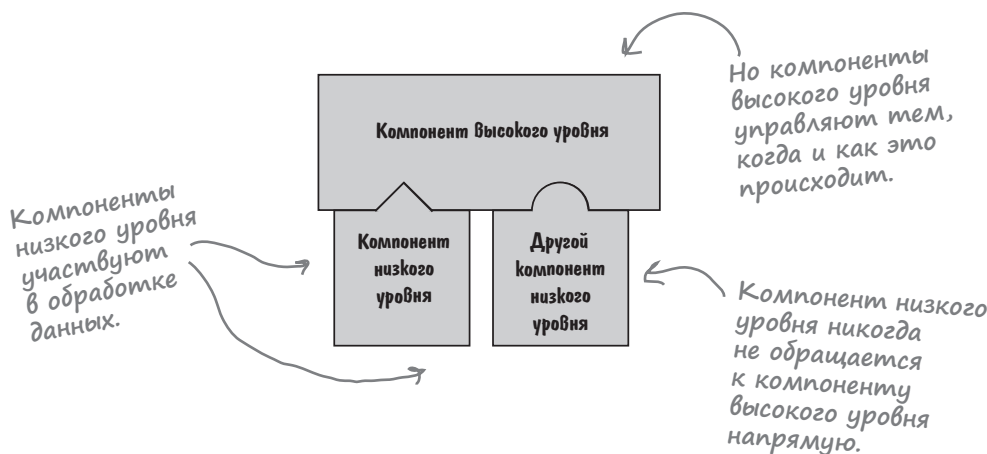 Но компоненты
высокого уровня
управляют тем,
когда и как это
происходит.
Компонент высокого уровня
Компоненты
низкого уровня
участвуют
в обработке
данных.
Компонент
низкого
уровня
Другой
компонент
низкого
уровня
Компонент низкого
уровня никогда
не обращается
к компоненту
высокого уровня
напрямую.